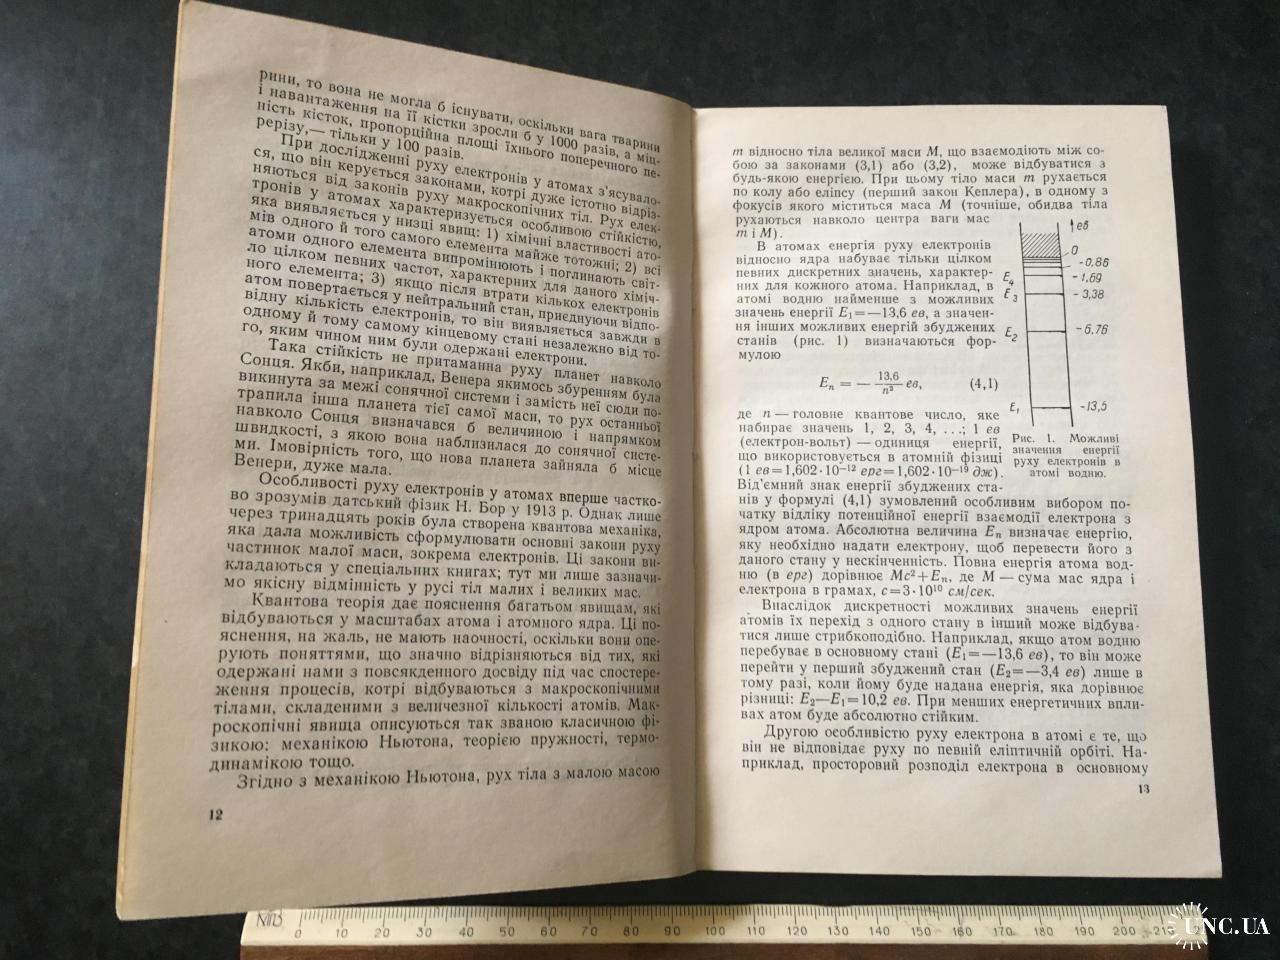 рини, то вона не могла б існувати, оскільки вага тварини
і навантаження на її кістки зросли б у 1000 разів, а міц-
ність кісток, пропорційна площі їхнього поперечного пе-
рерізу,— тільки у 100 разів.
При дослідженні руху електронів у атомах з'ясувало-
ся, що він керується законами, котрі дуже істотно відріз-
няються від законів руху макроскопічних тіл. Рух елек-
тронів у атомах характеризується особливою стійкістю,
яка виявляється у низці явищ: 1) хімічні властивості ато-
мів одного й того самого елемента майже тотожні; 2) всі
атоми одного елемента випромінюють і поглинають світ-
ло цілком певних частот, характерних для даного хіміч-
ного елемента; 3) якщо після втрати кількох електронів
атом повертається у нейтральний стан, приєднуючи відпо-
відну кількість електронів, то він виявляється завжди в
одному й тому самому кінцевому стані незалежно від то-
го, яким чином ним були одержані електрони.
Така стійкість не притаманна руху планет навколо
Сонця. Якби, наприклад, Венера якимось збуренням була
викинута за межі сонячної системи і замість неї сюди по-
трапила інша планета тієї самої маси, то рух останньої
навколо Сонця визначався б величиною і напрямком
швидкості, з якою вона наблизилася до сонячної систе-
ми. Імовірність того, що нова планета зайняла б місце
Венери, дуже мала.
Особливості руху електронів у атомах вперше частко-
во зрозумів датський фізик Н. Бор у 1913 р. Однак лише
через тринадцять років була створена квантова механіка,
яка дала можливість сформулювати основні закони руху
частинок малої маси, зокрема електронів. Ці закони ви-
кладаються у спеціальних книгах; тут ми лише зазначи-
мо якісну відмінність у русі тіл малих і великих мас.
Квантова теорія дає пояснення багатьом явищам, які
відбуваються у масштабах атома і атомного ядра. Ці по-
яснення, на жаль, не мають наочності, оскільки вони опе-
рують поняттями, що значно відрізняються від тих, які
одержані нами з повсякденного досвіду під час спостере-
ження процесів, котрі відбуваються з макроскопічними
тілами, складеними з величезної кількості атомів. Мак-
роскопічні явища описуються так званою класичною фі-
зикою: механікою Ньютона, теорією пружності, термо-
динамікою тощо.
Згідно з механікою Ньютона, рух тіла з малою масою
12
m відносно тіла великої маси M, що взаємодіють між со-
бою за законами (3,1) або (3,2), може відбуватися з
будь-якою енергією. При цьому тіло маси m рухається
по колу або еліпсу (перший закон Кеплера), в одному з
фокусів якого міститься маса M (точніше, обидва тіла
рухаються навколо центра ваги мас
m і M).
В атомах енергія руху електронів
відносно ядра набуває тільки цілком
певних дискретних значень, характер-
них для кожного атома. Наприклад, в
атомі водню найменше з можливих
значень енергії E₁=—13,6 ев, а значен-
ня інших можливих енергій збуджених
станів (рис. 1) визначаються фор-
мулою
Eₙ = — 13,6/n² ев, (4,1)
де n — головне квантове число, яке
набирає значень 1, 2, 3, 4, . . .; 1 ев
(електрон-вольт) — одиниця енергії,
що використовується в атомній фізиці
(1 ев=1,602·10⁻¹² ерг=1,602·10⁻¹⁹ дж).
Від'ємний знак енергії збуджених ста-
нів у формулі (4,1) зумовлений особливим вибором по-
чатку відліку потенційної енергії взаємодії електрона з
ядром атома. Абсолютна величина Eₙ визначає енергію,
яку необхідно надати електрону, щоб перевести його з
даного стану у нескінченність. Повна енергія атома вод-
ню (в ерг) дорівнює Mc²+Eₙ, де M — сума мас ядра і
електрона в грамах, c=3·10¹⁰ см/сек.
Внаслідок дискретності можливих значень енергії
атомів їх перехід з одного стану в інший може відбува-
тися лише стрибкоподібно. Наприклад, якщо атом водню
перебуває в основному стані (E₁=—13,6 ев), то він може
перейти у перший збуджений стан (E₂=—3,4 ев) лише в
тому разі, коли йому буде надана енергія, яка дорівнює
різниці: E₂—E₁=10,2 ев. При менших енергетичних впли-
вах атом буде абсолютно стійким.
Другою особливістю руху електрона в атомі є те, що
він не відповідає руху по певній еліптичній орбіті. На-
приклад, просторовий розподіл електрона в основному
13
ев
0
-0,86
E₄ -1,69
E₃ -3,38
E₂ -6,76
E₁ -13,5
Рис. 1. Можливі
значення енергії
руху електронів в
атомі водню.
0 10 20 30 40 50 60 70 80 90 100 110 120 130 140 150 160 170 180 190 200 210
UNC.UA